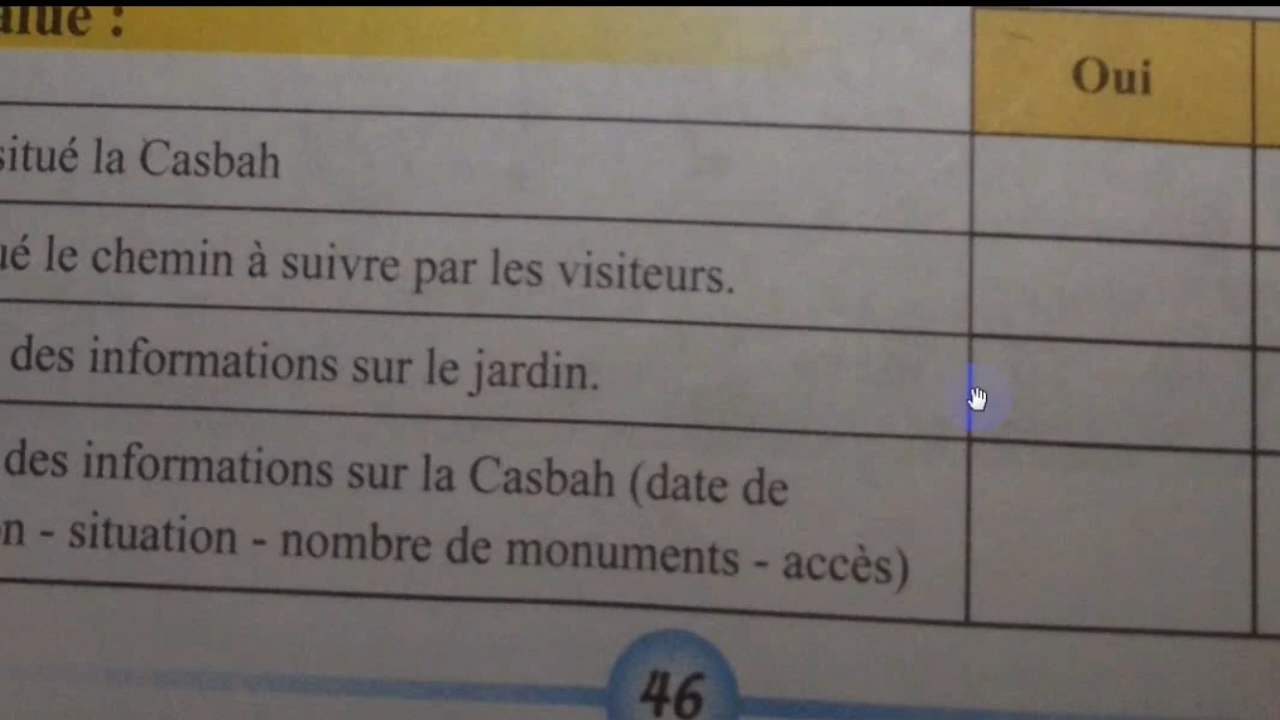 Oui
la Casbah
le chemin à suivre par les visiteurs.
des informations sur le jardin.
des informations sur la Casbah (date de
- situation - nombre de monuments - accès)
46